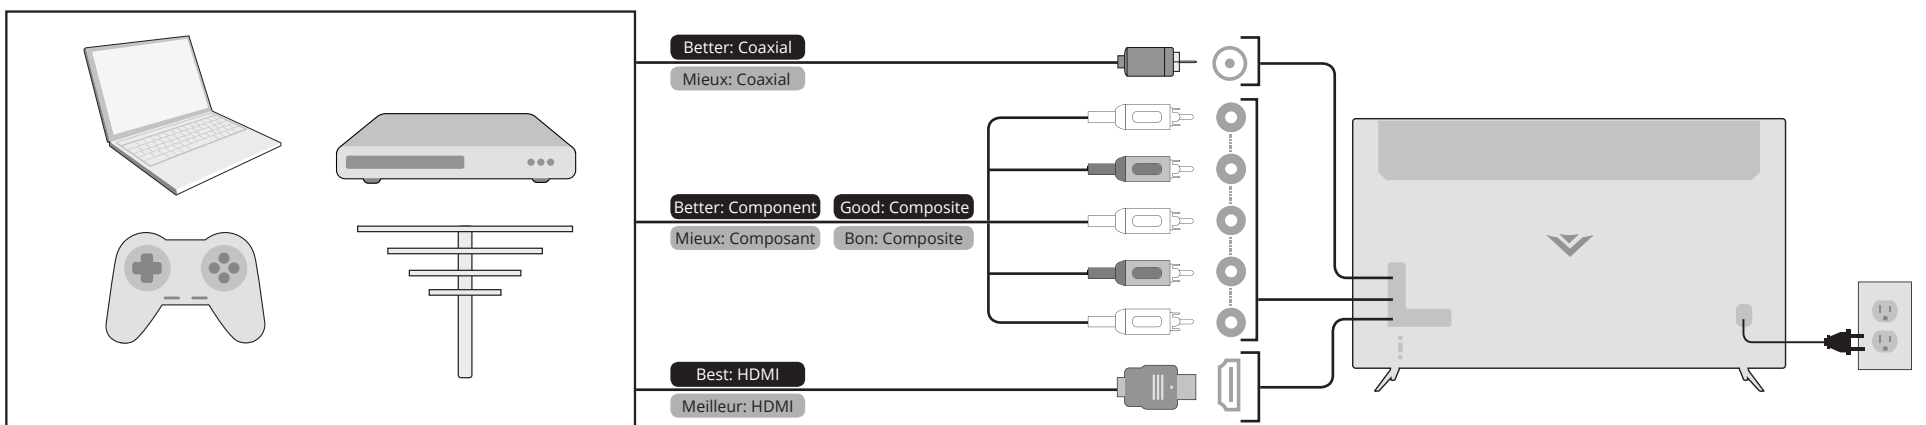 Better: Coaxial
Mieux: Coaxial
Better: Component
Mieux: Composant
Good: Composite
Bon: Composite
Best: HDMI
Meilleur: HDMI